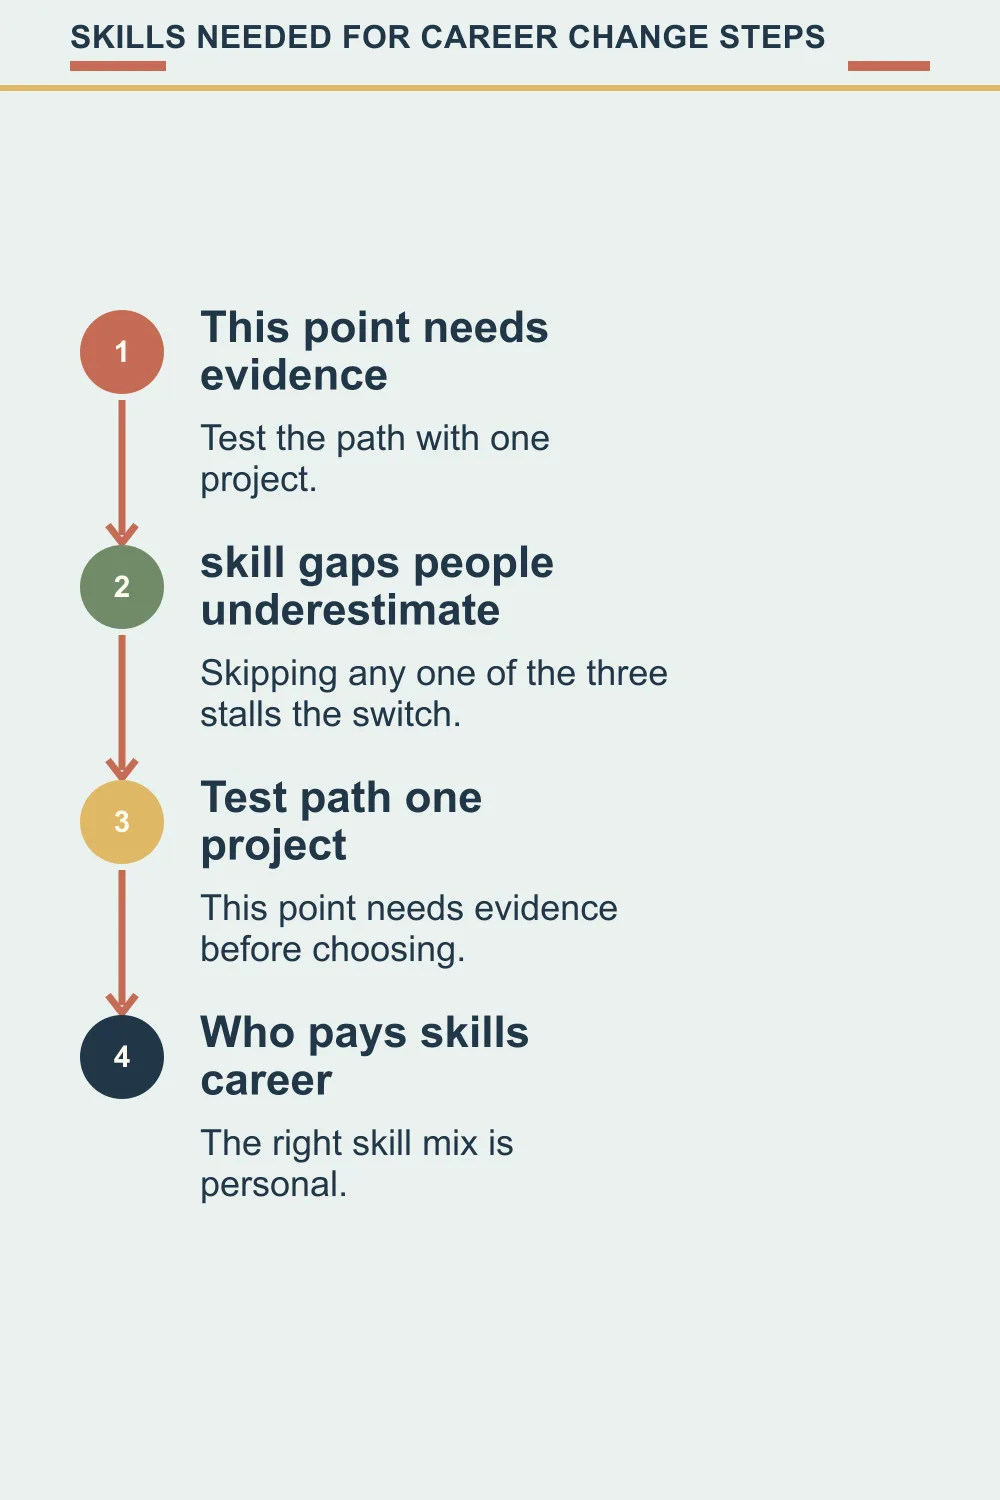 SKILLS NEEDED FOR CAREER CHANGE STEPS
1
This point needs
evidence
Test the path with one
project.
2
skill gaps people
underestimate
Skipping any one of the three
stalls the switch.
3
Test path one
project
This point needs evidence
before choosing.
4
Who pays skills
career
The right skill mix is
personal.